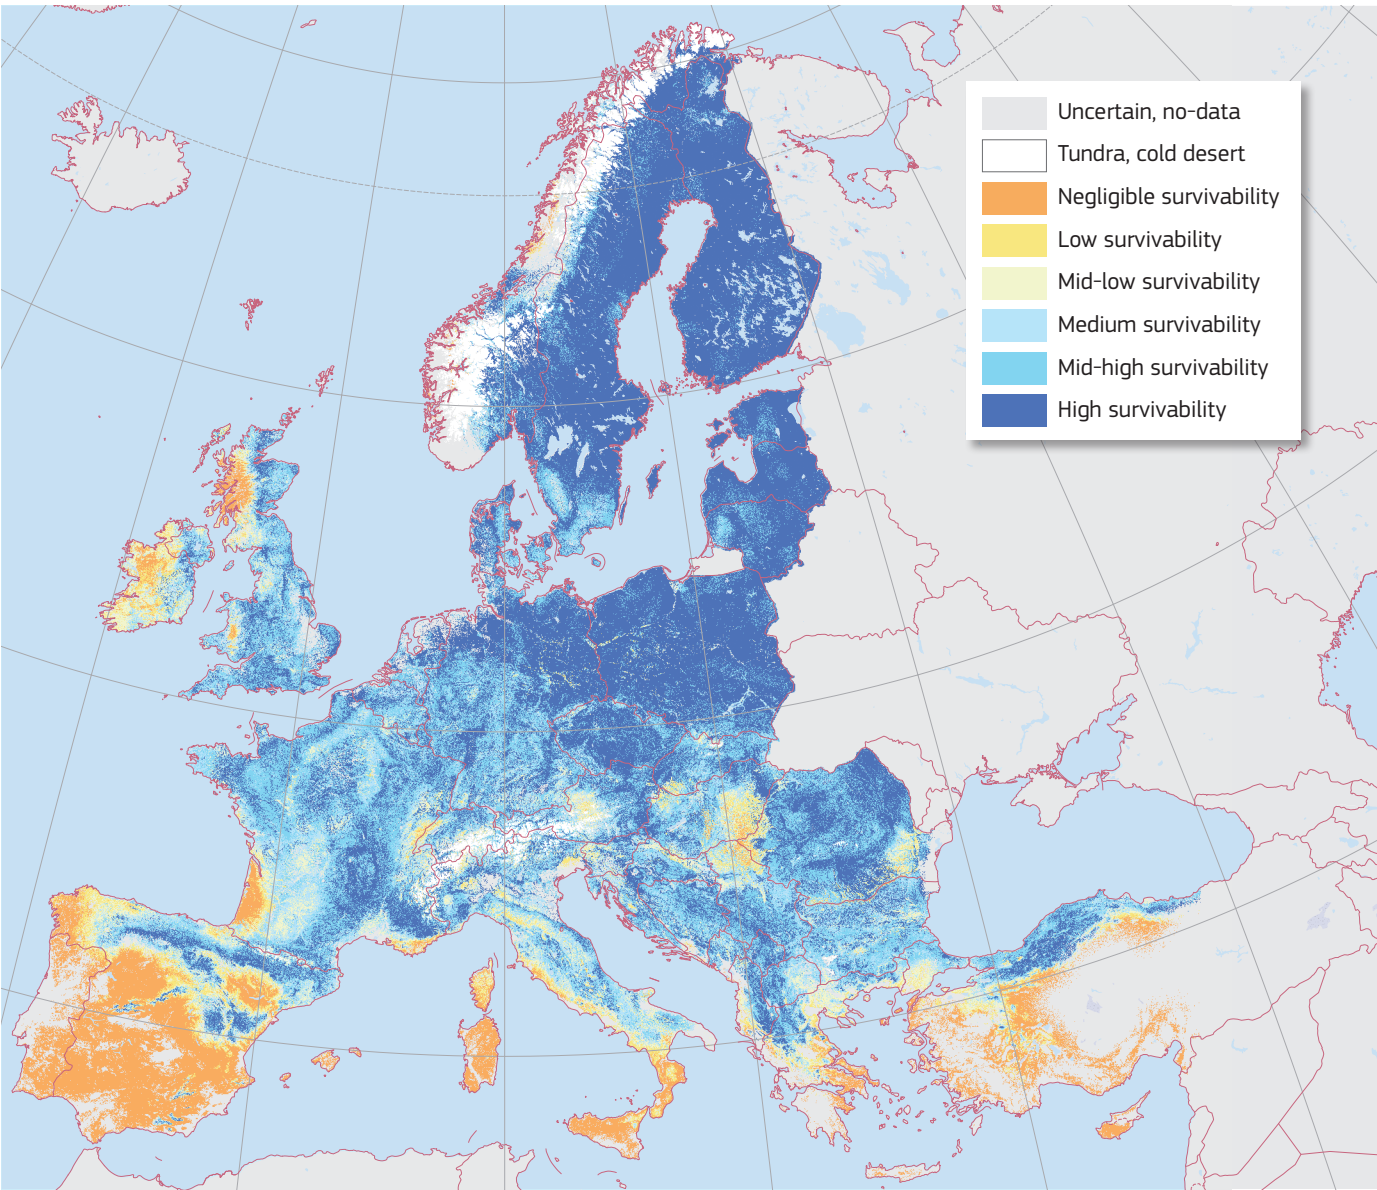 Uncertain, no-data
Tundra, cold desert
Negligible survivability
Low survivability
Mid-low survivability
Medium survivability
Mid-high survivability
High survivability